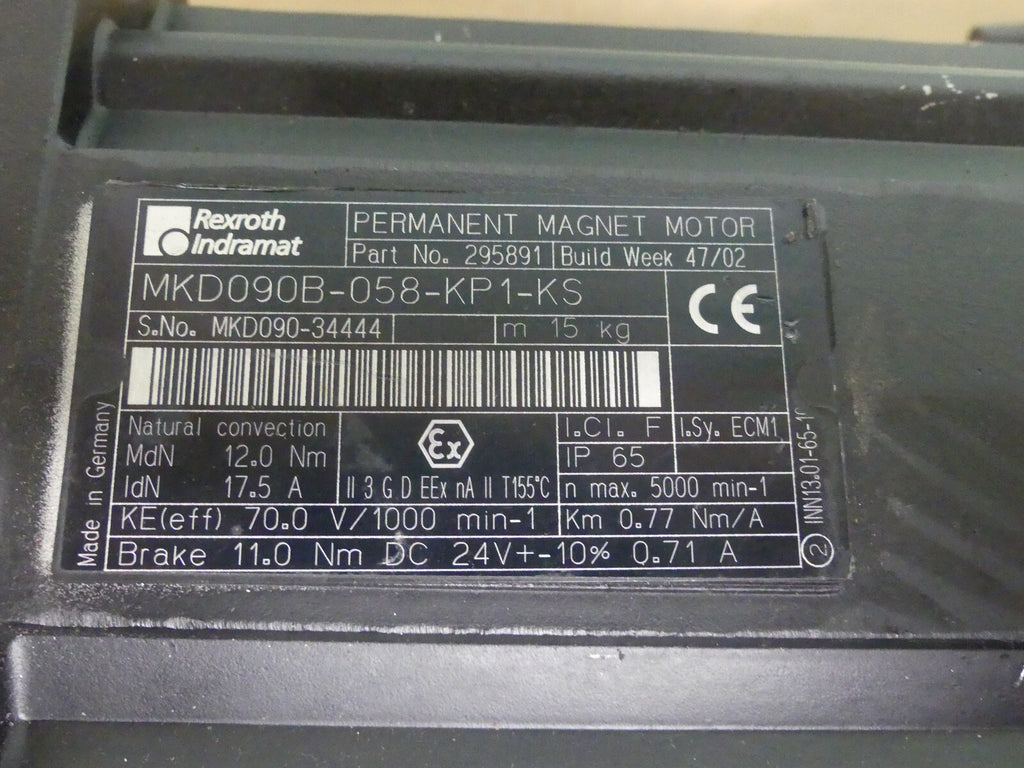 Rexroth
Indramat
PERMANENT MAGNET MOTOR
Part No. 295891 Build Week 47/02
MKD090B-058-KP1-KS
CE
S.No. MKD090-34444 m 15 kg
Natural convection
MdN 12.0 Nm
IdN 17.5 A
Ex
II 3 G D EEx nA II T155°C
I.Cl. F I.Sy. ECM1
IP 65
n max. 5000 min-1
KE(eff) 70.0 V/1000 min-1 Km 0.77 Nm/A
Brake 11.0 Nm DC 24V+-10% 0.71 A
Made in Germany
2